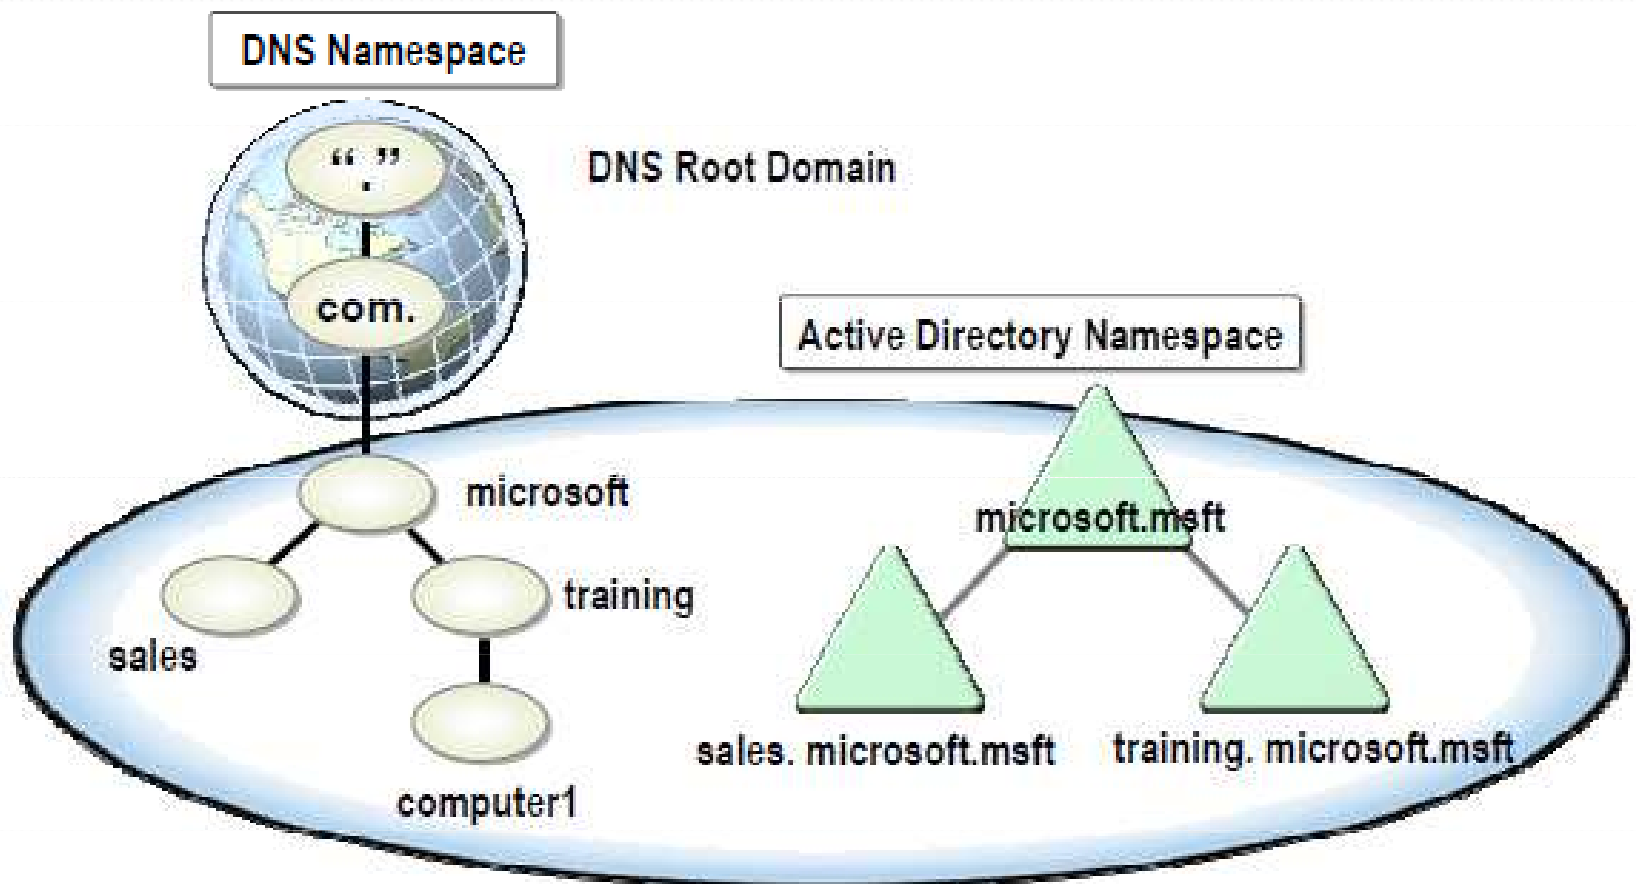 DNS Namespace
“ . ”
DNS Root Domain
com.
Active Directory Namespace
microsoft
microsoft.msft
training
sales
sales. microsoft.msft
training. microsoft.msft
computer1